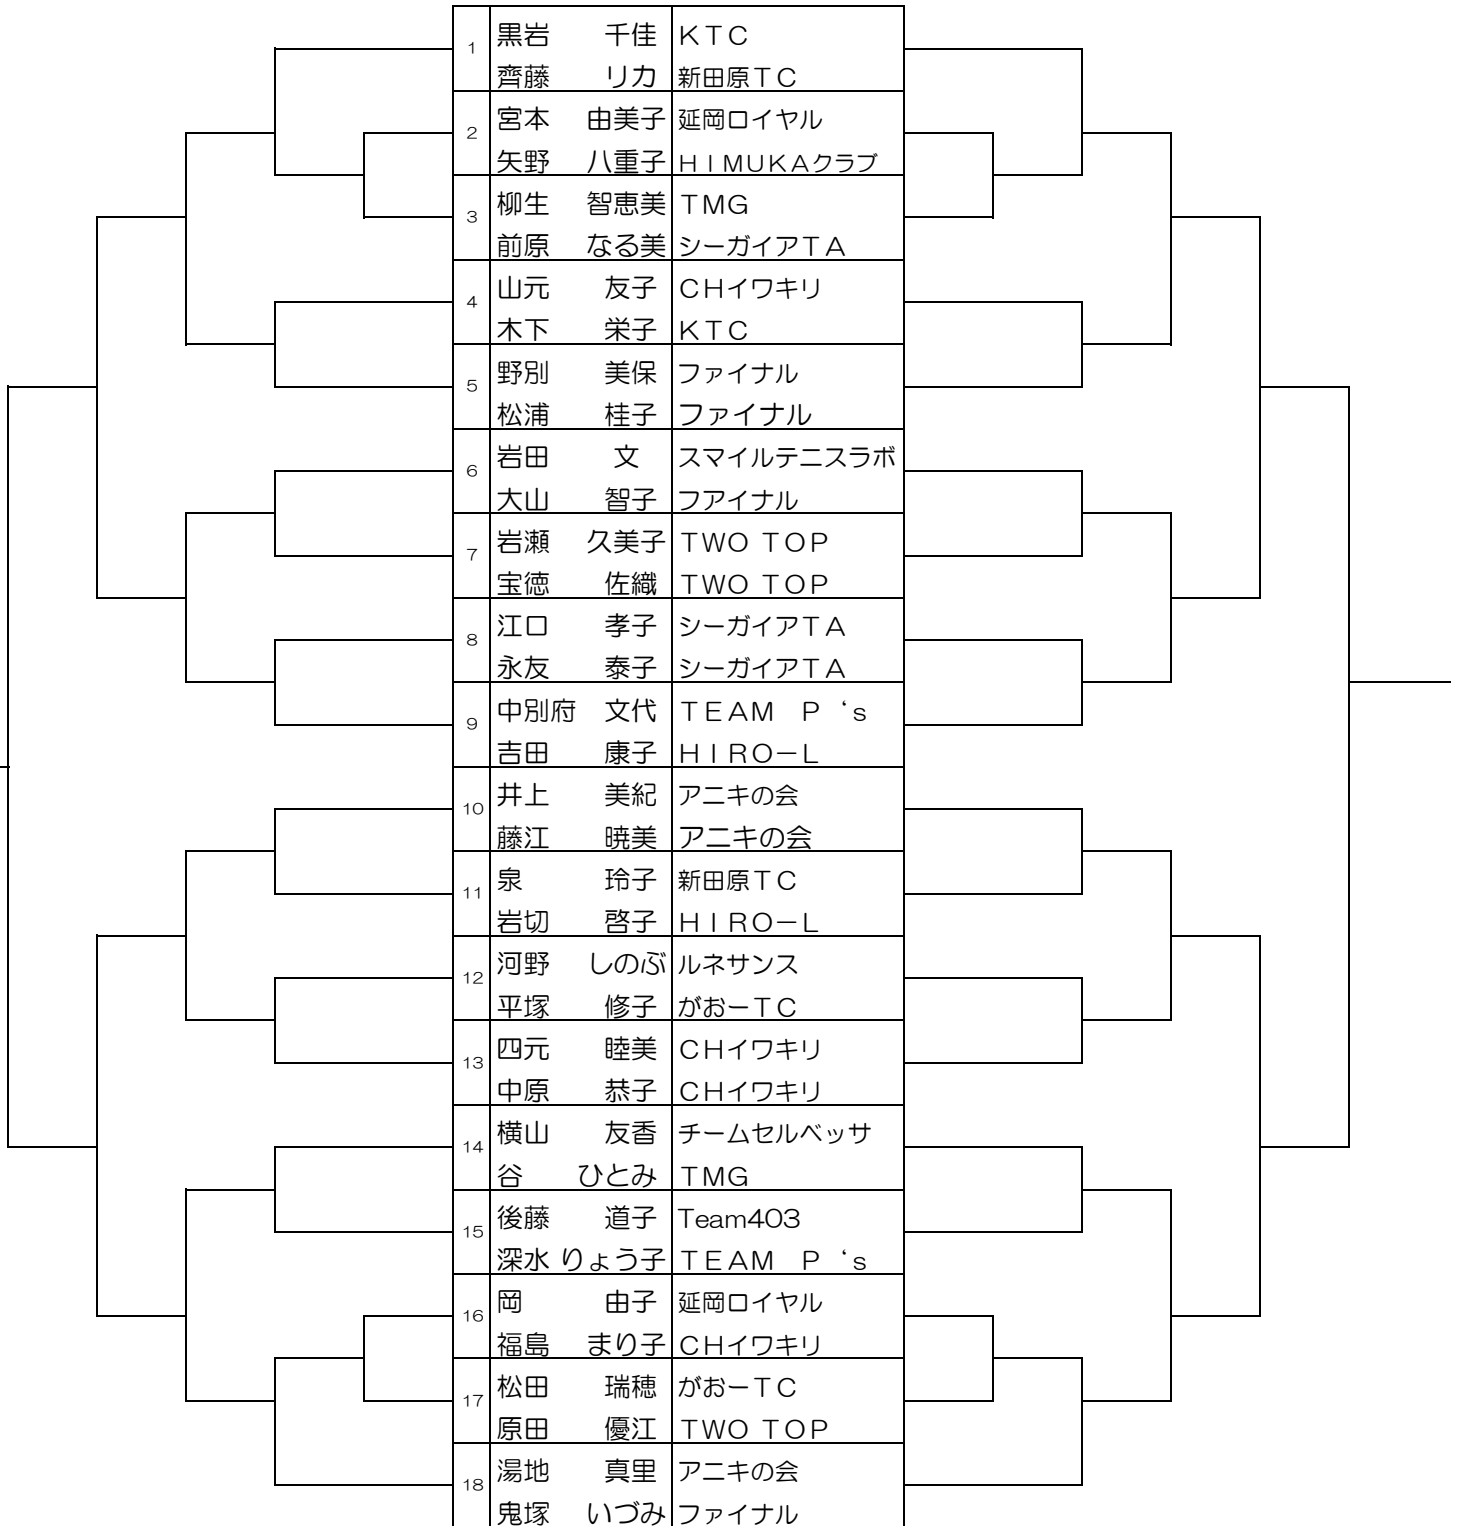 1 黒岩 千佳 KTC
齊藤 リカ 新田原TC
2 宮本 由美子 延岡ロイヤル
矢野 八重子 HIMUKAクラブ
3 柳生 智恵美 TMG
前原 なる美 シーガイアTA
4 山元 友子 CHイワキリ
木下 栄子 KTC
5 野別 美保 ファイナル
松浦 桂子 ファイナル
6 岩田 文 スマイルテニスラボ
大山 智子 フアイナル
7 岩瀬 久美子 TWO TOP
宝徳 佐織 TWO TOP
8 江口 孝子 シーガイアTA
永友 泰子 シーガイアTA
9 中別府 文代 TEAM P‘s
吉田 康子 HIRO-L
10 井上 美紀 アニキの会
藤江 暁美 アニキの会
11 泉 玲子 新田原TC
岩切 啓子 HIRO-L
12 河野 しのぶ ルネサンス
平塚 修子 がおーTC
13 四元 睦美 CHイワキリ
中原 恭子 CHイワキリ
14 横山 友香 チームセルベッサ
谷 ひとみ TMG
15 後藤 道子 Team403
深水 りょう子 TEAM P‘s
16 岡 由子 延岡ロイヤル
福島 まり子 CHイワキリ
17 松田 瑞穂 がおーTC
原田 優江 TWO TOP
18 湯地 真里 アニキの会
鬼塚 いづみ ファイナル